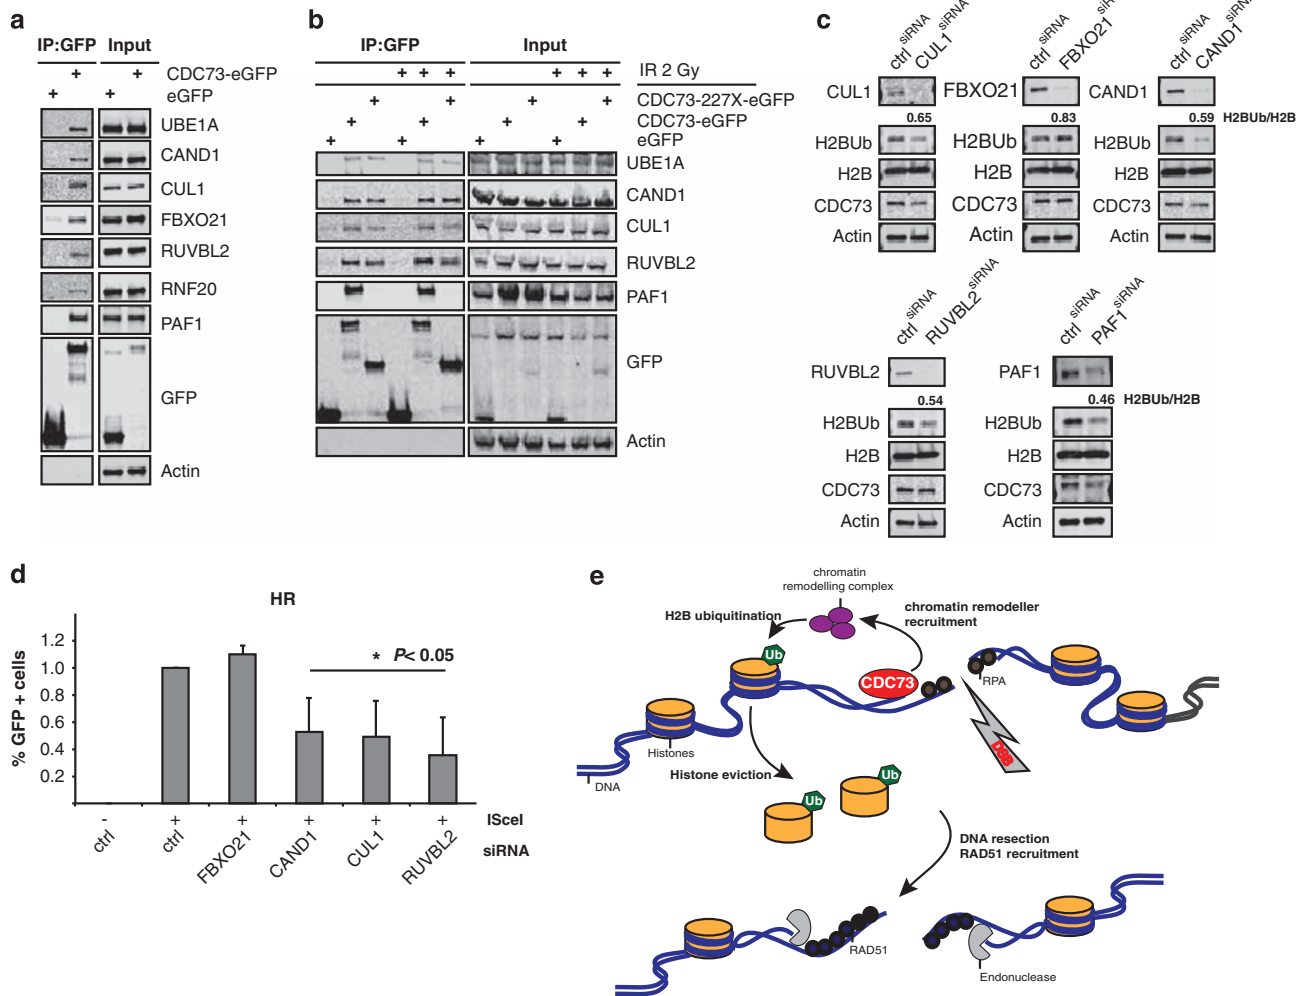 a
IP:GFP Input
+ + CDC73-eGFP
+ + eGFP
UBE1A
CAND1
CUL1
FBXO21
RUVBL2
RNF20
PAF1
GFP
Actin
b
IP:GFP Input
+ + + + + + IR 2 Gy
+ + + + CDC73-227X-eGFP
+ + + + CDC73-eGFP
+ + + + eGFP
UBE1A
CAND1
CUL1
RUVBL2
PAF1
GFP
Actin
c
ctrl siRNA CUL1 siRNA
CUL1
0.65
H2BUb
H2B
CDC73
Actin
ctrl siRNA FBXO21
FBXO21
0.83
H2BUb
H2B
CDC73
Actin
ctrl siRNA CAND1 siRNA
CAND1
0.59 H2BUb/H2B
H2BUb
H2B
CDC73
Actin
ctrl siRNA RUVBL2 siRNA
RUVBL2
0.54
H2BUb
H2B
CDC73
Actin
ctrl siRNA PAF1 siRNA
PAF1
0.46 H2BUb/H2B
H2BUb
H2B
CDC73
Actin
d
HR
% GFP + cells
1.2
1.0
0.8
0.6
0.4
0.2
* P< 0.05
- + + + + + ISceI
ctrl ctrl FBXO21 CAND1 CUL1 RUVBL2 siRNA
e
chromatin
remodelling complex
H2B ubiquitination
chromatin remodeller
recruitment
Ub
CDC73
RPA
DSB
Histones
DNA
Histone eviction
Ub
Ub
DNA resection
RAD51 recruitment
RAD51
Endonuclease